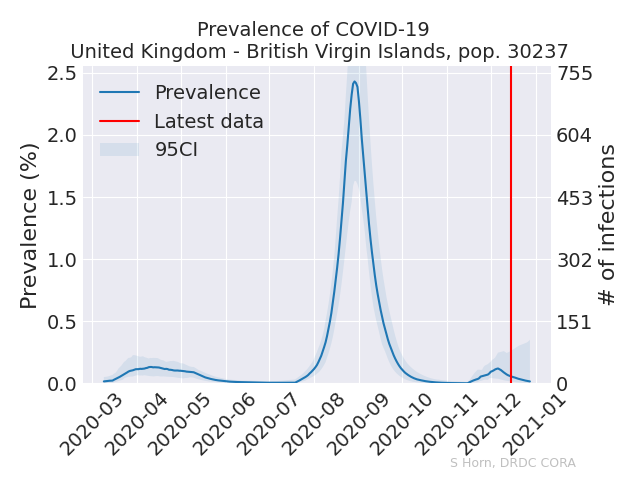 Prevalence of COVID-19
United Kingdom - British Virgin Islands, pop. 30237
Prevalence
Latest data
95CI
Prevalence (%)
2.5
2.0
1.5
1.0
0.5
0.0
755
604
453
302
151
0
# of infections
2020-03
2020-04
2020-05
2020-06
2020-07
2020-08
2020-09
2020-10
2020-11
2020-12
2021-01
S Horn, DRDC CORA